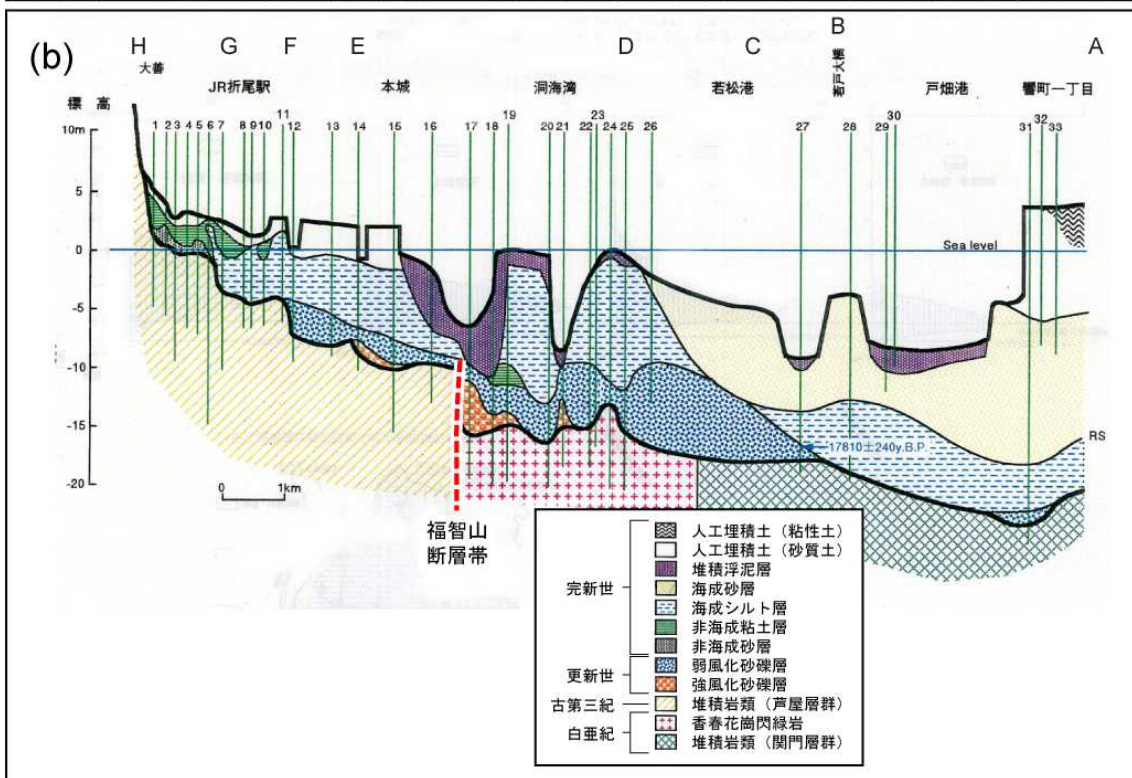 (b)
H G F E D C B A
大善 JR折尾駅 本城 洞海湾 若松港 若戸大橋 戸畑港 響町一丁目
標高
1 2 3 4 5 6 7 8 9 10 11 12 13 14 15 16 17 18 19 20 21 22 23 24 25 26 27 28 29 30 31 32 33
10m
5
0
Sea level
-5
-10
-15
RS
17810±240y.B.P.
-20
0 1km
福智山
断層帯
完新世
人工埋積土(粘性土)
人工埋積土(砂質土)
堆積浮泥層
海成砂層
海成シルト層
非海成粘土層
非海成砂層
更新世
弱風化砂礫層
強風化砂礫層
古第三紀
堆積岩類(芦屋層群)
白亜紀
香春花崗閃緑岩
堆積岩類(関門層群)